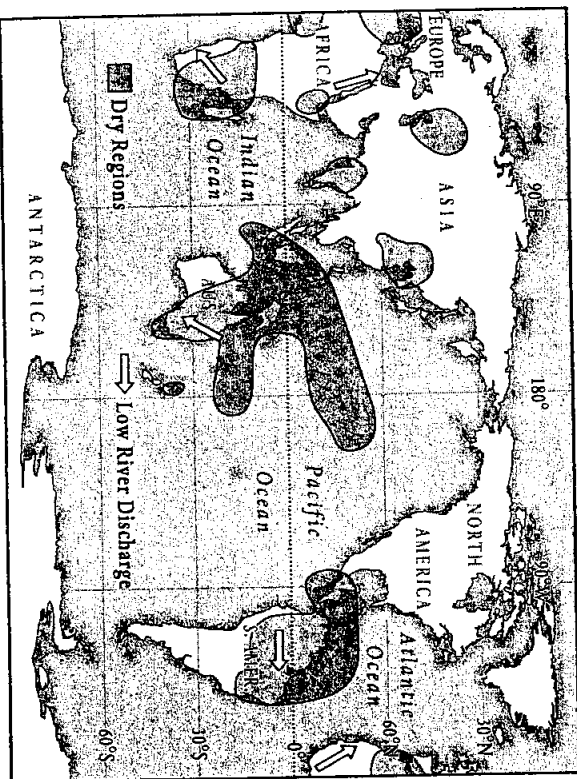 EUROPE
AFRICA
ASIA
NORTH
AMERICA
Atlantic
Ocean
Pacific
Ocean
Indian
Ocean
AUS
ANTARCTICA
90°E
180°
90°W
30°N
60°N
0°
30°S
60°S
Dry Regions
Low River Discharge